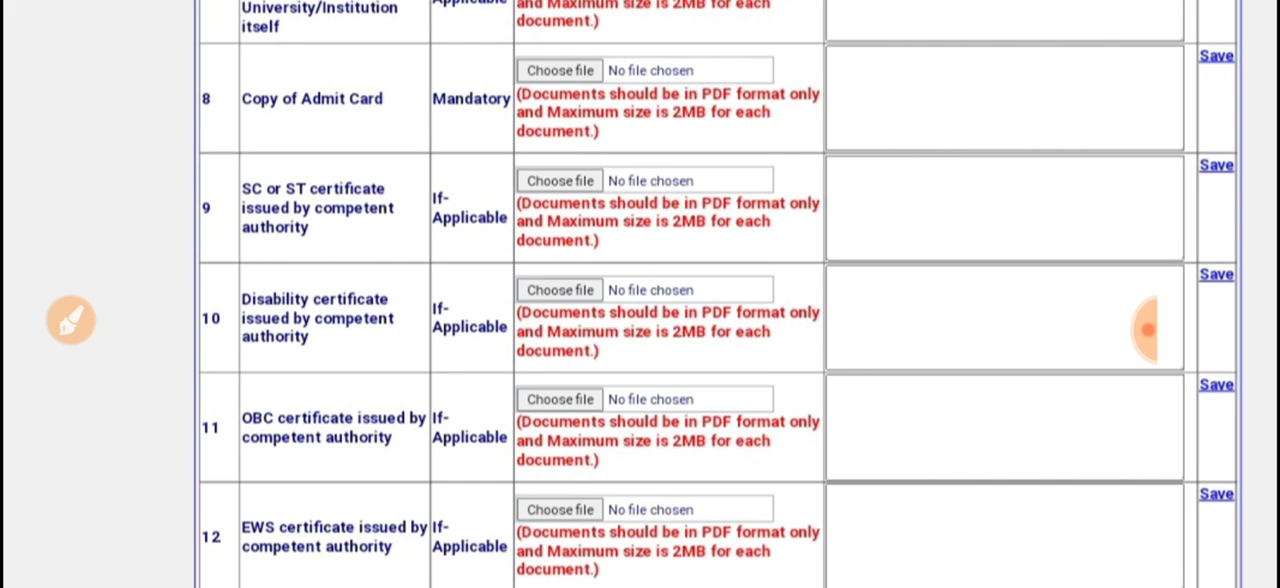 University/Institution
itself
Applicable
and Maximum size is 2MB for each
document.)
8
Copy of Admit Card
Mandatory
Choose file No file chosen
(Documents should be in PDF format only
and Maximum size is 2MB for each
document.)
Save
9
SC or ST certificate
issued by competent
authority
If-
Applicable
Choose file No file chosen
(Documents should be in PDF format only
and Maximum size is 2MB for each
document.)
Save
10
Disability certificate
issued by competent
authority
If-
Applicable
Choose file No file chosen
(Documents should be in PDF format only
and Maximum size is 2MB for each
document.)
Save
11
OBC certificate issued by
competent authority
If-
Applicable
Choose file No file chosen
(Documents should be in PDF format only
and Maximum size is 2MB for each
document.)
Save
12
EWS certificate issued by
competent authority
If-
Applicable
Choose file No file chosen
(Documents should be in PDF format only
and Maximum size is 2MB for each
document.)
Save